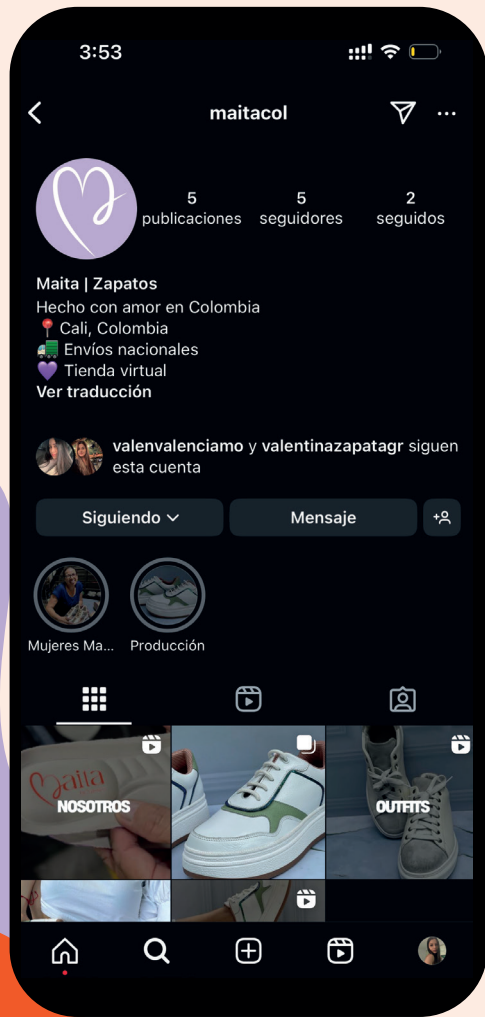 3:53
maitacol
5
publicaciones
5
seguidores
2
seguidos
Maita | Zapatos
Hecho con amor en Colombia
📍 Cali, Colombia
🚛 Envíos nacionales
💜 Tienda virtual
Ver traducción
valenvalenciamo y valentinazapatagr siguen
esta cuenta
Siguiendo
Mensaje
Mujeres Ma...
Producción
Maita
NOSOTROS
OUTFITS